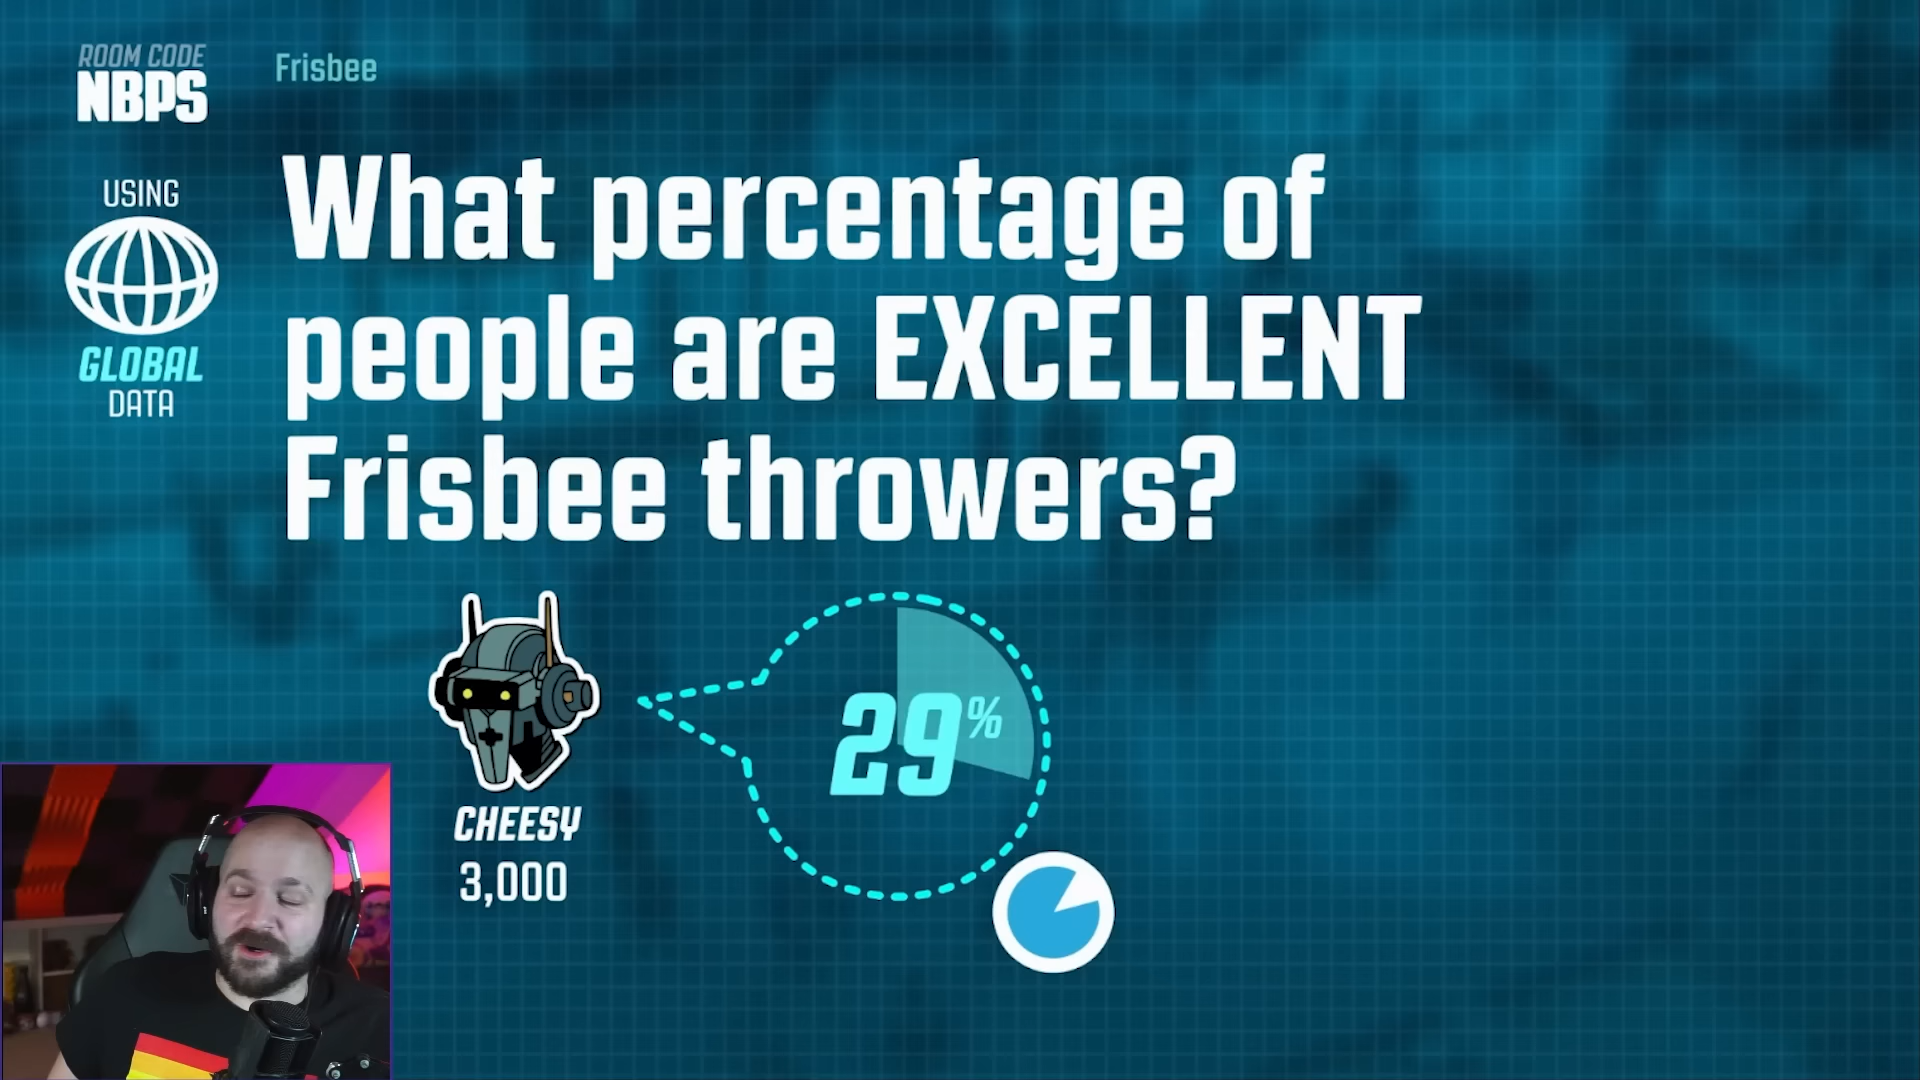 ROOM CODE
NBPS
Frisbee
USING
GLOBAL
DATA
What percentage of
people are EXCELLENT
Frisbee throwers?
29%
CHEESY
3,000